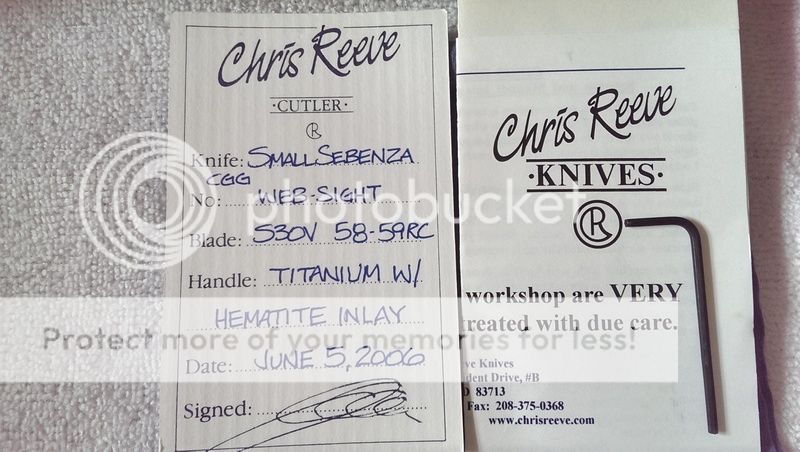 Chris Reeve
·CUTLER·
R
Knife: SMALL SEBENZA
CGG
No: WEB-SIGHT
Blade: S30V 58-59RC
Handle: TITANIUM W/
HEMATITE INLAY
Date: JUNE 5, 2006
Signed:
Chris Reeve
·KNIVES·
R
workshop are VERY
treated with due care.
eve Knives
ident Drive, #B
D 83713
Fax: 208-375-0368
www.chrisreeve.com
photobucket
Protect more of your memories for less!